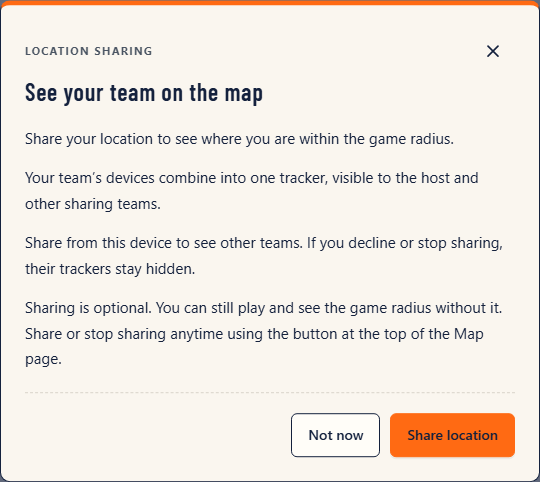 LOCATION SHARING
See your team on the map
Share your location to see where you are within the game radius.
Your team’s devices combine into one tracker, visible to the host and
other sharing teams.
Share from this device to see other teams. If you decline or stop sharing,
their trackers stay hidden.
Sharing is optional. You can still play and see the game radius without it.
Share or stop sharing anytime using the button at the top of the Map
page.
Not now
Share location